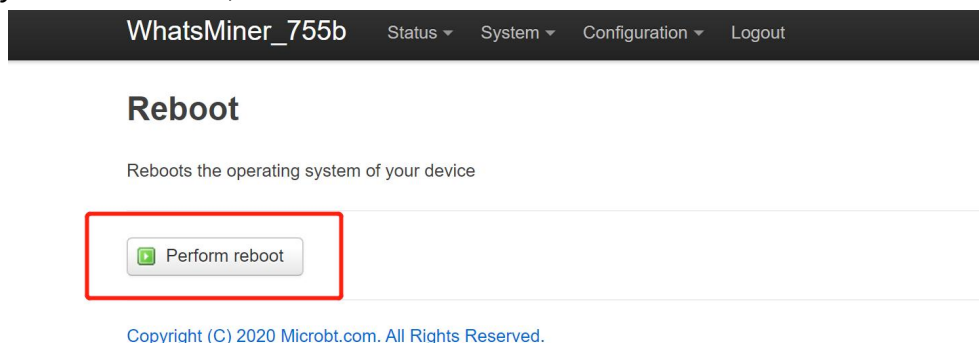 WhatsMiner_755b Status System Configuration Logout
Reboot
Reboots the operating system of your device
Perform reboot
Copyright (C) 2020 Microbt.com. All Rights Reserved.